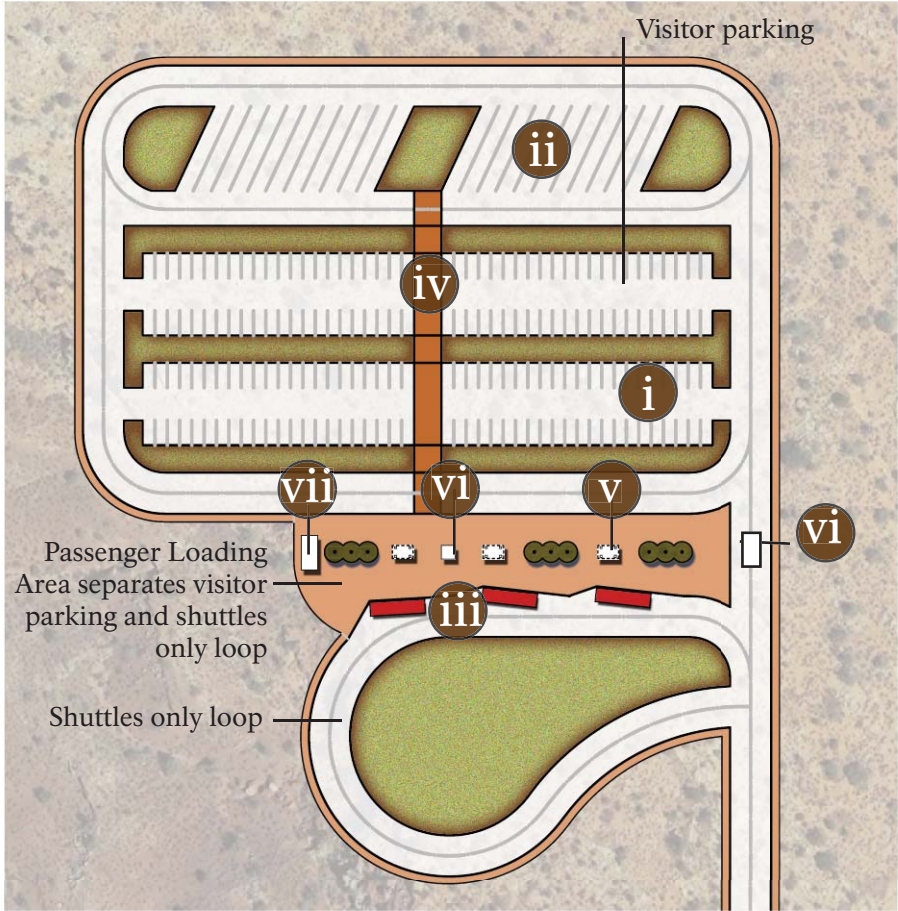 Visitor parking
ii
iv
i
vii
vi
v
vi
Passenger Loading
Area separates visitor
parking and shuttles
only loop
iii
Shuttles only loop